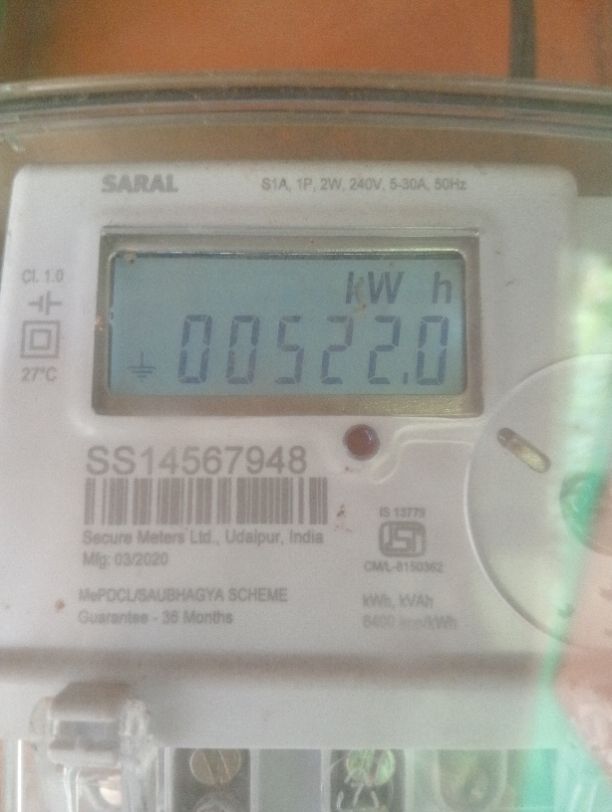 SARAL
S1A, 1P, 2W, 240V, 5-30A, 50Hz
Cl. 1.0
kW h
00522.0
27°C
SS14567948
Secure Meters Ltd., Udaipur, India
Mfg: 03/2020
IS 13779
ISI
CM/L-8150362
MePDCL/SAUBHAGYA SCHEME
Guarantee - 36 Months
kWh, kVAh
6400 imp/kWh